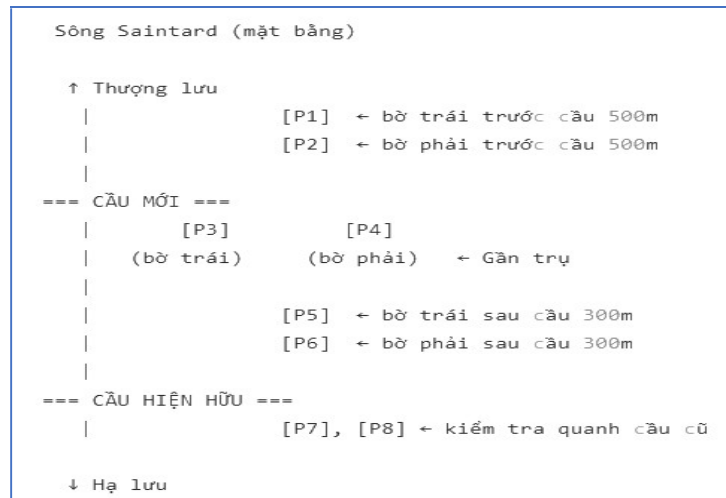 Sông Saintard (mặt bằng)
↑ Thượng lưu
| [P1] ← bờ trái trước cầu 500m
| [P2] ← bờ phải trước cầu 500m
|
=== CẦU MỚI ===
| [P3] [P4]
| (bờ trái) (bờ phải) ← Gần trụ
|
| [P5] ← bờ trái sau cầu 300m
| [P6] ← bờ phải sau cầu 300m
|
=== CẦU HIỆN HỮU ===
| [P7], [P8] ← kiểm tra quanh cầu cũ
↓ Hạ lưu